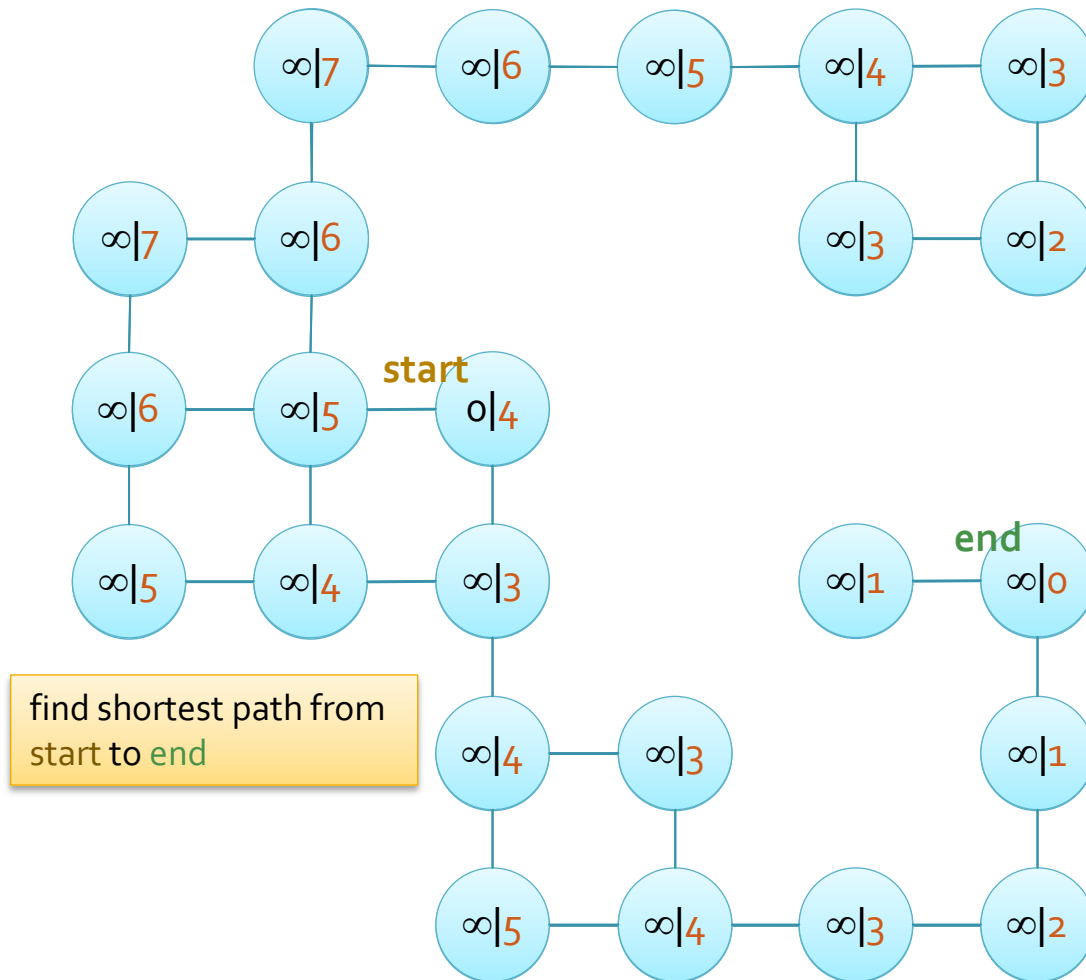 ∞|7 ∞|6 ∞|5 ∞|4 ∞|3
∞|7 ∞|6 ∞|3 ∞|2
start
∞|6 ∞|5 0|4
end
∞|5 ∞|4 ∞|3 ∞|1 ∞|0
find shortest path from
start to end
∞|4 ∞|3 ∞|1
∞|5 ∞|4 ∞|3 ∞|2